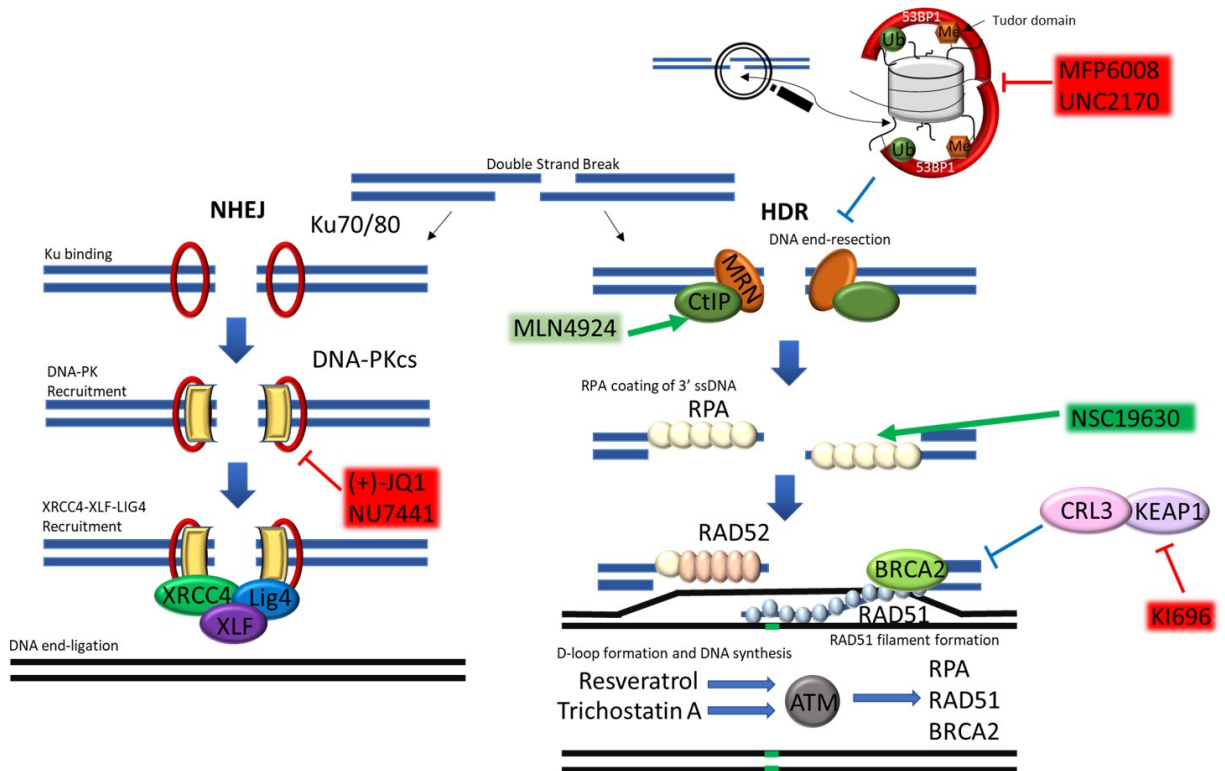 53BP1
Tudor domain
Ub
Me
MFP6008
UNC2170
Ub
Me
53BP1
Double Strand Break
NHEJ
Ku70/80
HDR
DNA end-resection
Ku binding
MRN
CtIP
MLN4924
DNA-PKcs
DNA-PK
Recruitment
RPA coating of 3' ssDNA
RPA
NSC19630
(+)-JQ1
NU7441
XRCC4-XLF-LIG4
Recruitment
CRL3
KEAP1
RAD52
BRCA2
XRCC4
Lig4
XLF
RAD51
KI696
RAD51 filament formation
DNA end-ligation
D-loop formation and DNA synthesis
Resveratrol
Trichostatin A
ATM
RPA
RAD51
BRCA2